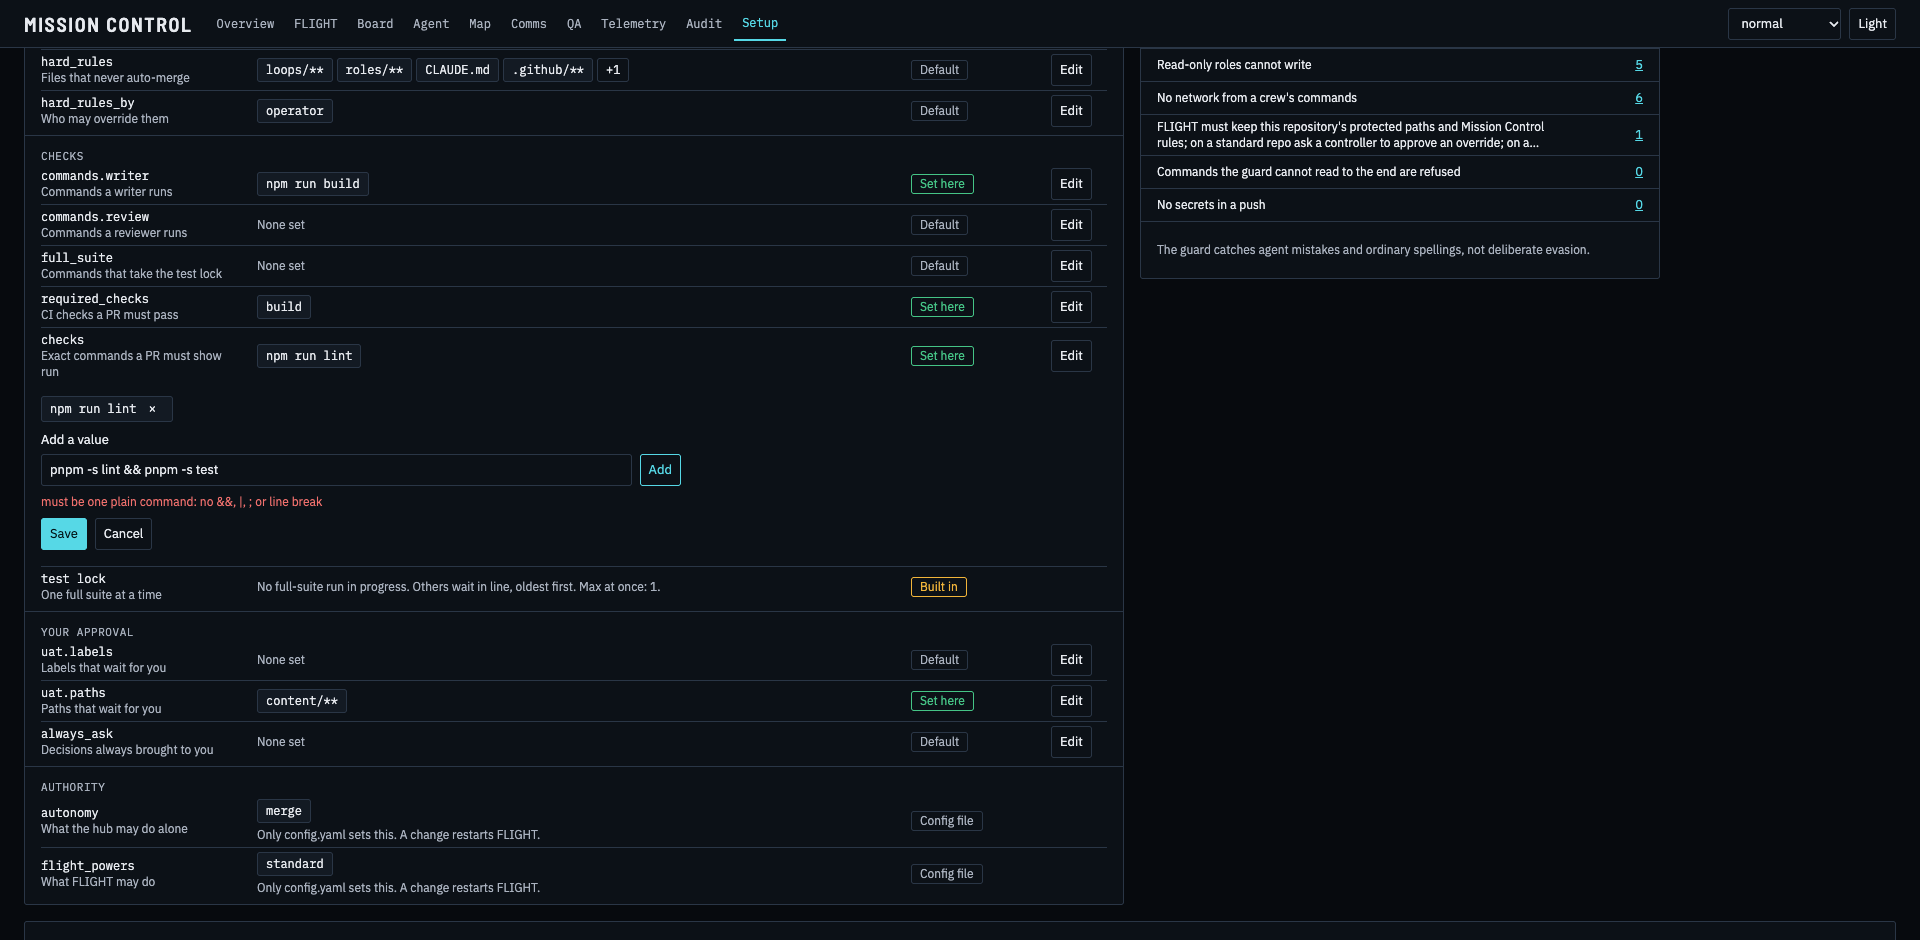 MISSION CONTROL
Overview FLIGHT Board Agent Map Comms QA Telemetry Audit Setup
normal Light
hard_rules
Files that never auto-merge
loops/** roles/** CLAUDE.md .github/** +1
Default Edit
hard_rules_by
Who may override them
operator
Default Edit
CHECKS
commands.writer
Commands a writer runs
npm run build
Set here Edit
commands.review
Commands a reviewer runs
None set
Default Edit
full_suite
Commands that take the test lock
None set
Default Edit
required_checks
CI checks a PR must pass
build
Set here Edit
checks
Exact commands a PR must show
run
npm run lint
Set here Edit
npm run lint ×
Add a value
pnpm -s lint && pnpm -s test
Add
must be one plain command: no &&, |, ; or line break
Save Cancel
test lock
One full suite at a time
No full-suite run in progress. Others wait in line, oldest first. Max at once: 1.
Built in
YOUR APPROVAL
uat.labels
Labels that wait for you
None set
Default Edit
uat.paths
Paths that wait for you
content/**
Set here Edit
always_ask
Decisions always brought to you
None set
Default Edit
AUTHORITY
autonomy
What the hub may do alone
merge
Only config.yaml sets this. A change restarts FLIGHT.
Config file
flight_powers
What FLIGHT may do
standard
Only config.yaml sets this. A change restarts FLIGHT.
Config file
Read-only roles cannot write 5
No network from a crew's commands 6
FLIGHT must keep this repository's protected paths and Mission Control
rules; on a standard repo ask a controller to approve an override; on a... 1
Commands the guard cannot read to the end are refused 0
No secrets in a push 0
The guard catches agent mistakes and ordinary spellings, not deliberate evasion.